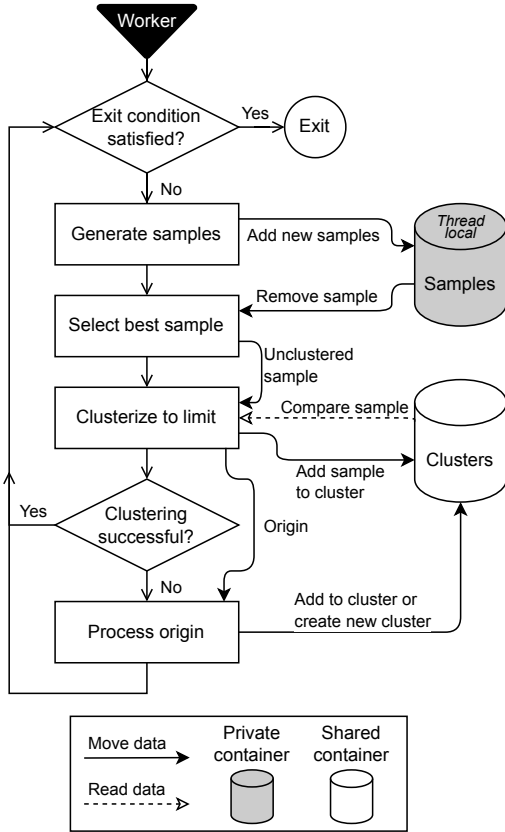 Worker
Exit condition
satisfied?
Yes
Exit
No
Generate samples
Add new samples
Thread
local
Samples
Remove sample
Select best sample
Unclustered
sample
Compare sample
Clusterize to limit
Clusters
Add sample
to cluster
Yes
Clustering
successful?
Origin
No
Process origin
Add to cluster or
create new cluster
Move data
Read data
Private
container
Shared
container